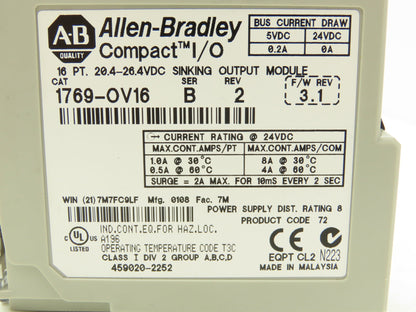 A-B
QUALITY
Allen-Bradley
Compact™ I/O
BUS CURRENT DRAW
5VDC 24VDC
0.2A 0A
16 PT. 20.4-26.4VDC SINKING OUTPUT MODULE
CAT SER REV
1769-OV16 B 2
F/W REV
3.1
CURRENT RATING @ 24VDC
MAX.CONT.AMPS/PT MAX.CONT.AMPS/COM
1.0A @ 30°C 8A @ 30°C
0.5A @ 60°C 4A @ 60°C
SURGE = 2A MAX. FOR 10mS EVERY 2 SEC
WIN (21)7M7FC9LF Mfg. 0108 Fac. 7M
POWER SUPPLY DIST. RATING 8
PRODUCT CODE 72
C UL US
LISTED
IND.CONT.EQ.FOR HAZ.LOC.
A196
OPERATING TEMPERATURE CODE T3C
CLASS I DIV 2 GROUP A,B,C,D
459020-2252
CE
EQPT CL2 N223
MADE IN MALAYSIA